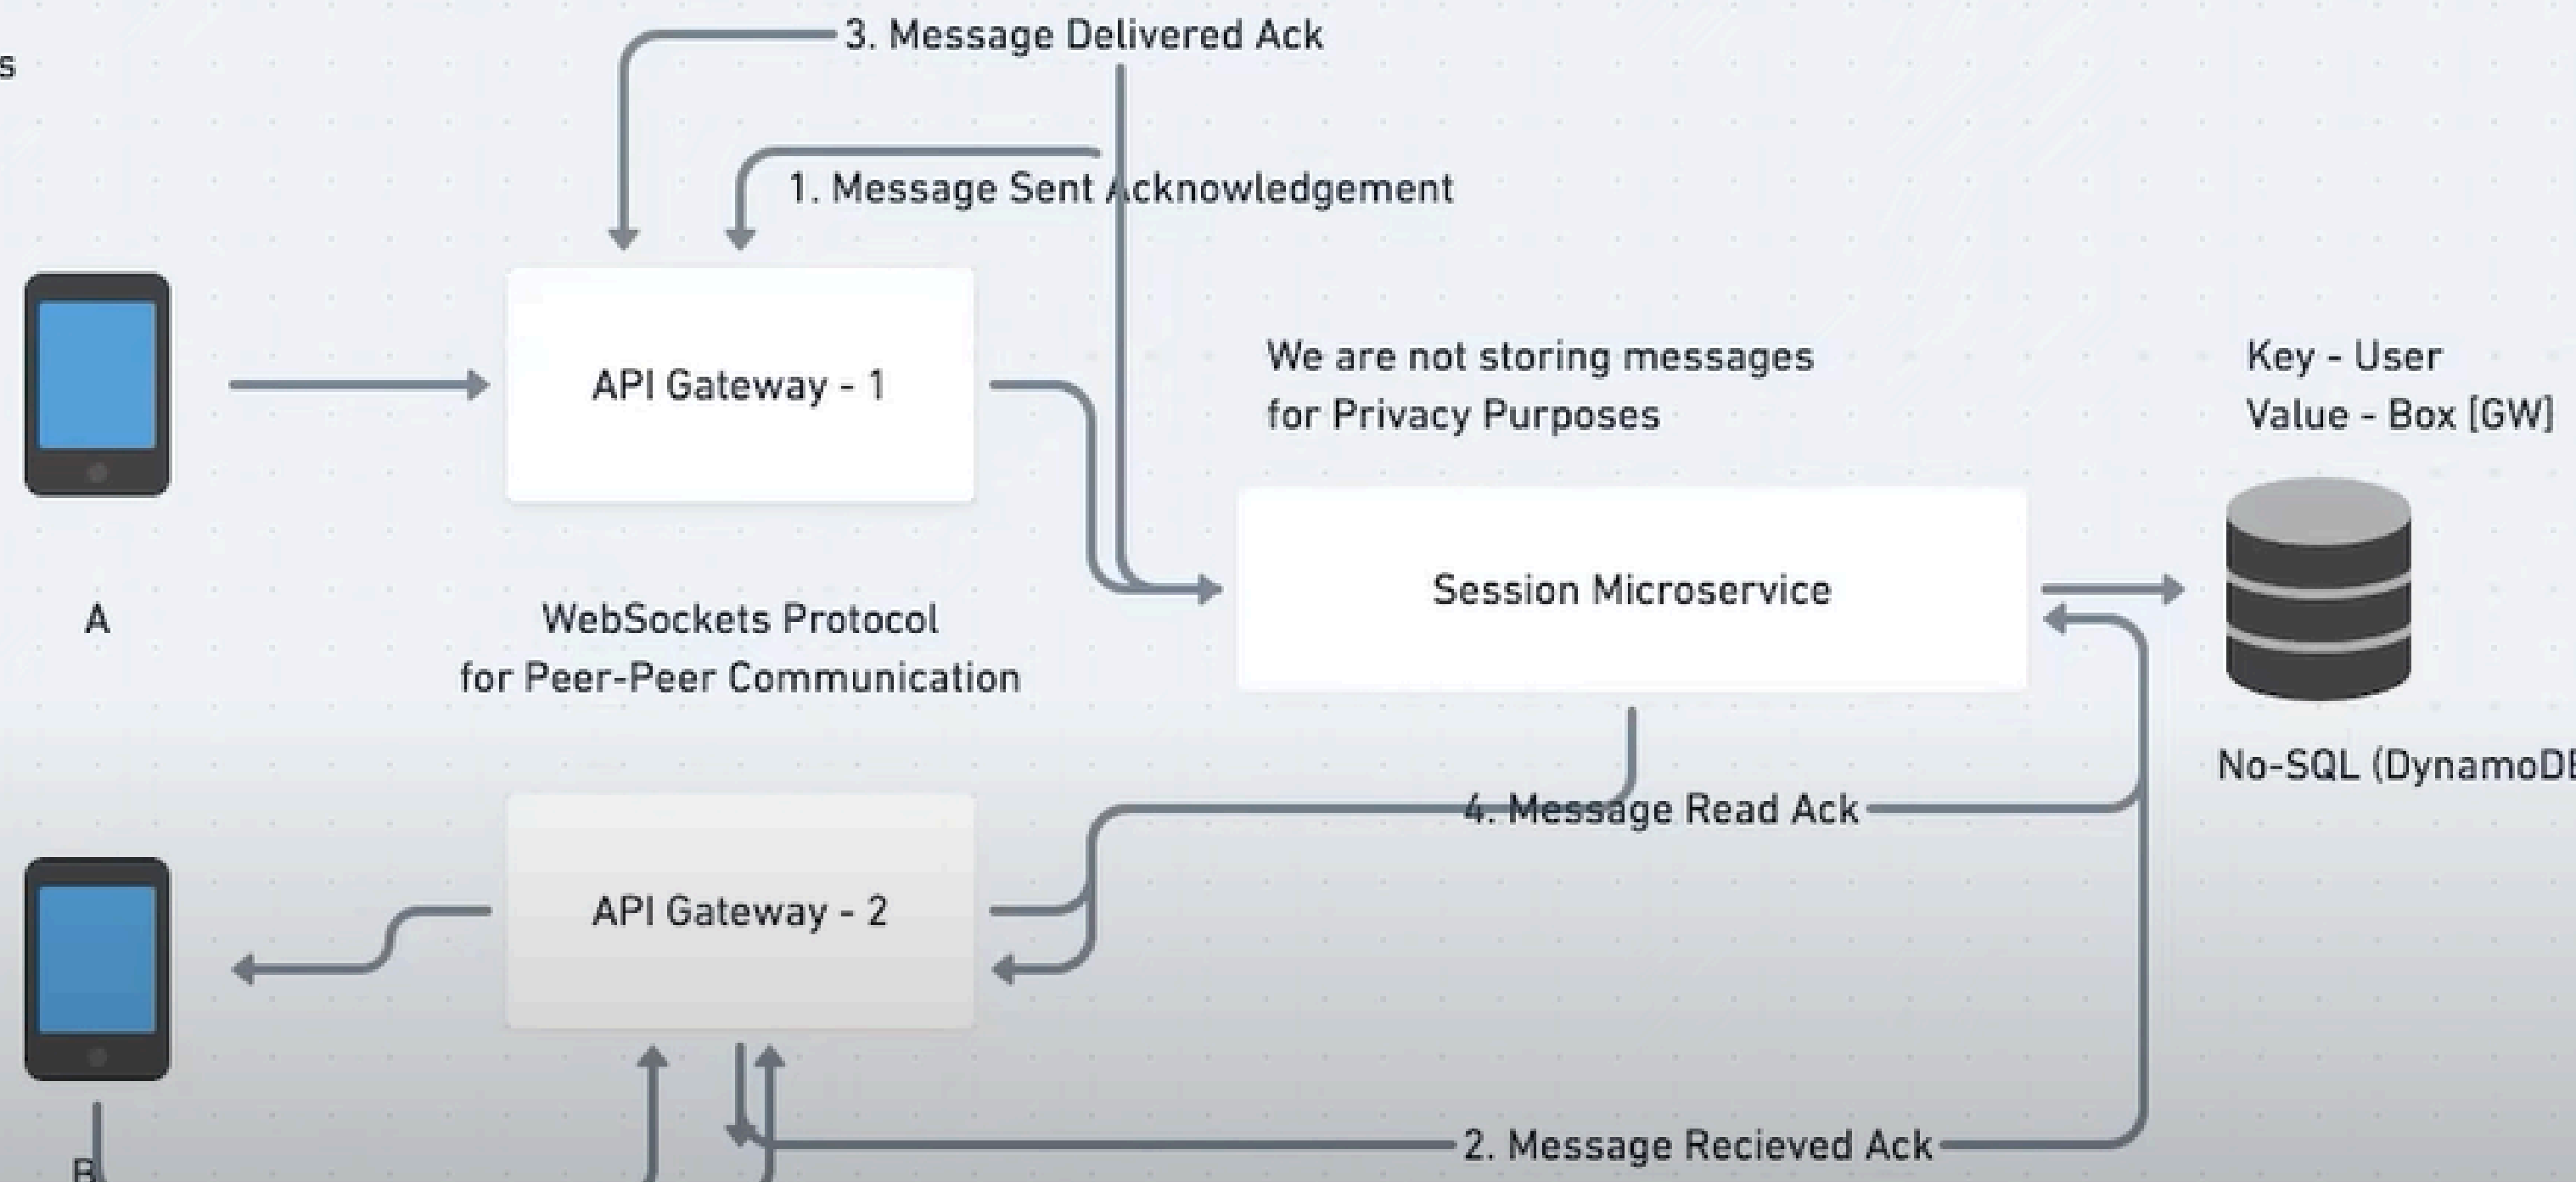 3. Message Delivered Ack
s
1. Message Sent Acknowledgement
We are not storing messages
for Privacy Purposes
Key - User
Value - Box [GW]
API Gateway - 1
Session Microservice
A
WebSockets Protocol
for Peer-Peer Communication
No-SQL (DynamoDB
4. Message Read Ack
API Gateway - 2
2. Message Recieved Ack
B